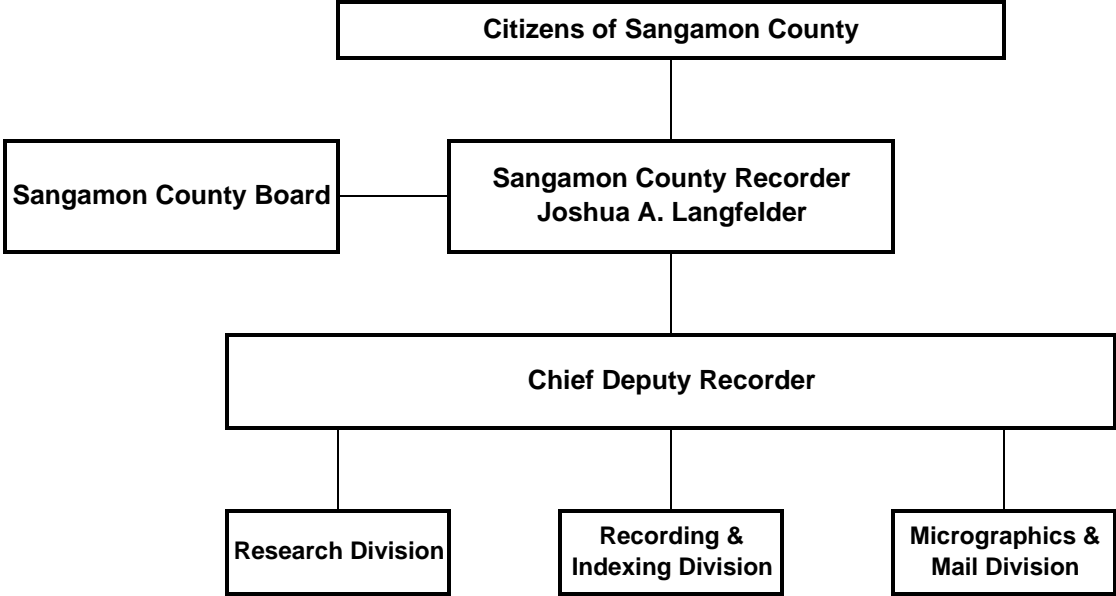 Citizens of Sangamon County
Sangamon County Board
Sangamon County Recorder
Joshua A. Langfelder
Chief Deputy Recorder
Research Division
Recording &
Indexing Division
Micrographics &
Mail Division